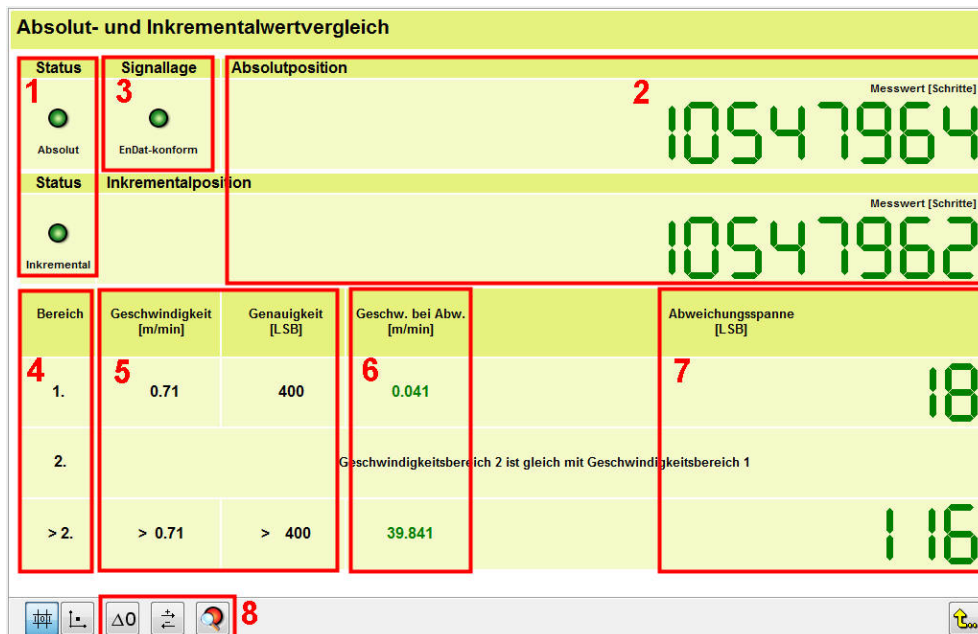 Absolut- und Inkrementalwertvergleich
Status Signallage Absolutposition
1 3 2 Messwert [Schritte]
10547964
Absolut EnDat-konform
Status Inkrementalposition
Messwert [Schritte]
10547962
Inkremental
Bereich Geschwindigkeit [m/min] Genauigkeit [LSB] Geschw. bei Abw. [m/min] Abweichungsspanne [LSB]
4 5 6 7
1. 0.71 400 0.041 18
2. Geschwindigkeitsbereich 2 ist gleich mit Geschwindigkeitsbereich 1
> 2. > 0.71 > 400 39.841 116
Δ0 8